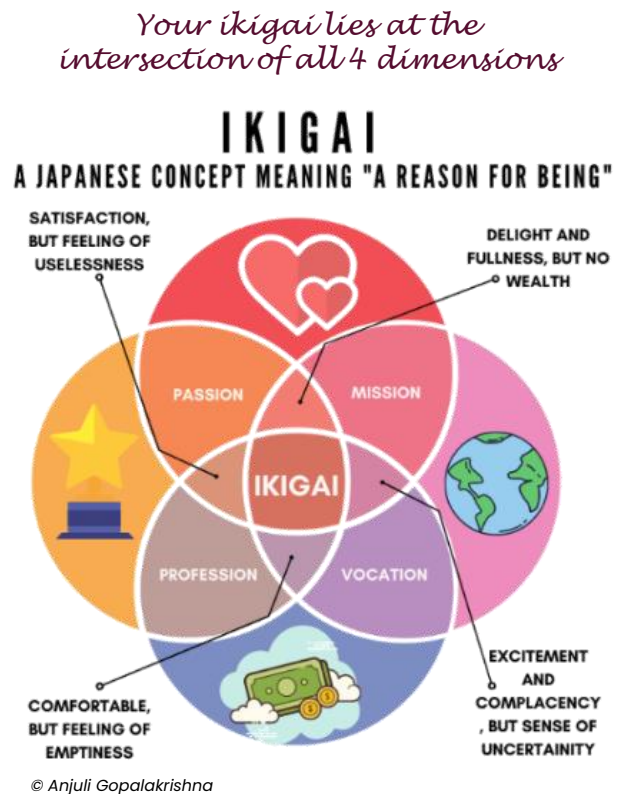 Your ikigai lies at the
intersection of all 4 dimensions
IKIGAI
A JAPANESE CONCEPT MEANING "A REASON FOR BEING"
SATISFACTION,
BUT FEELING OF
USELESSNESS
DELIGHT AND
FULLNESS, BUT NO
WEALTH
PASSION
MISSION
IKIGAI
PROFESSION
VOCATION
COMFORTABLE,
BUT FEELING OF
EMPTINESS
EXCITEMENT
AND
COMPLACENCY
, BUT SENSE OF
UNCERTAINITY
© Anjuli Gopalakrishna